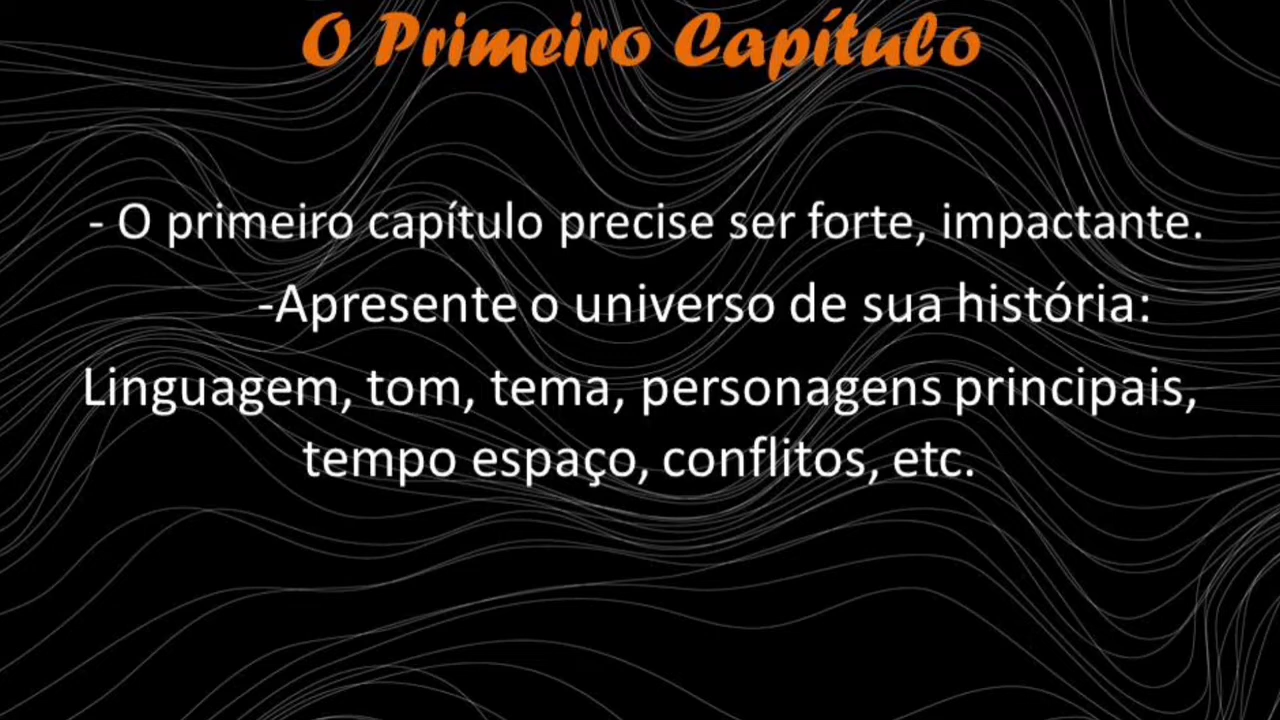 O Primeiro Capítulo
- O primeiro capítulo precise ser forte, impactante.
-Apresente o universo de sua história:
Linguagem, tom, tema, personagens principais,
tempo espaço, conflitos, etc.